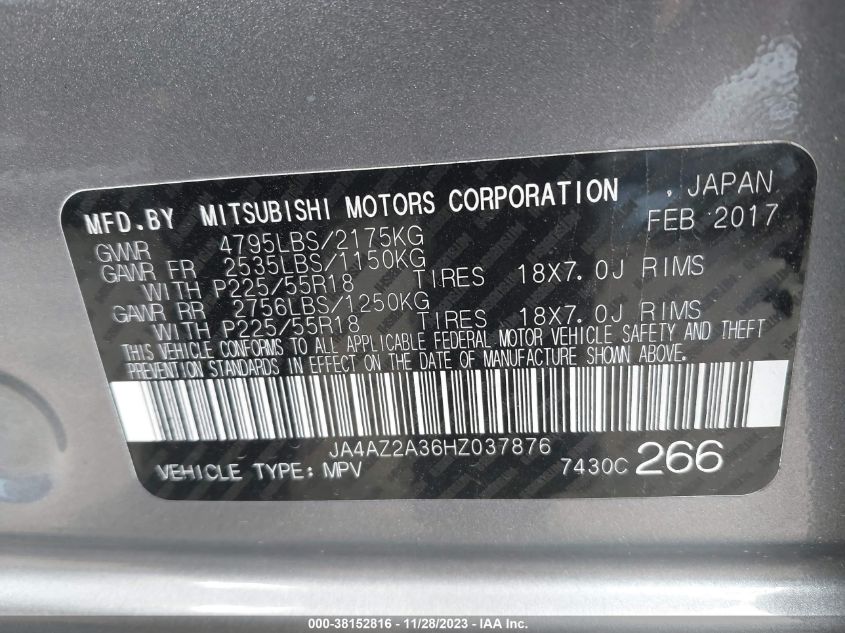 MFD.BY MITSUBISHI MOTORS CORPORATION , JAPAN
FEB 2017
GVWR 4795LBS/2175KG
GAWR FR 2535LBS/1150KG
WITH P225/55R18 TIRES 18X7.0J RIMS
GAWR RR 2756LBS/1250KG
WITH P225/55R18 TIRES 18X7.0J RIMS
THIS VEHICLE CONFORMS TO ALL APPLICABLE FEDERAL MOTOR VEHICLE SAFETY AND THEFT
PREVENTION STANDARDS IN EFFECT ON THE DATE OF MANUFACTURE SHOWN ABOVE.
JA4AZ2A36HZ037876
VEHICLE TYPE: MPV 7430C 266
000-38152816 - 11/28/2023 - IAA Inc.